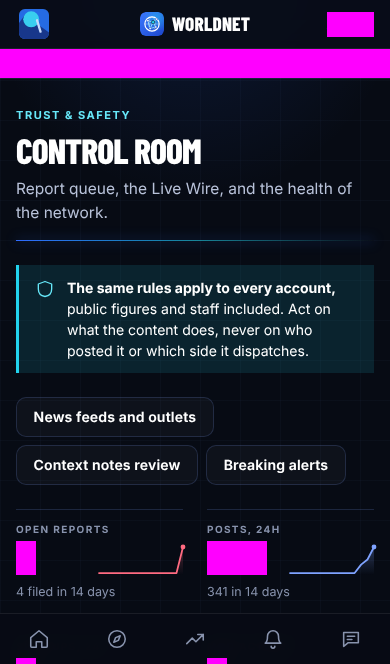 WORLDNET
TRUST & SAFETY
CONTROL ROOM
Report queue, the Live Wire, and the health of
the network.
The same rules apply to every account,
public figures and staff included. Act on
what the content does, never on who
posted it or which side it dispatches.
News feeds and outlets
Context notes review
Breaking alerts
OPEN REPORTS
POSTS, 24H
4 filed in 14 days
341 in 14 days